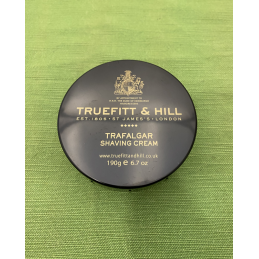 TRUEFITT & HILL
EST. 1805 • ST JAMES'S • LONDON
TRAFALGAR
SHAVING CREAM
www.truefittandhill.co.uk
190g e 6.7 oz